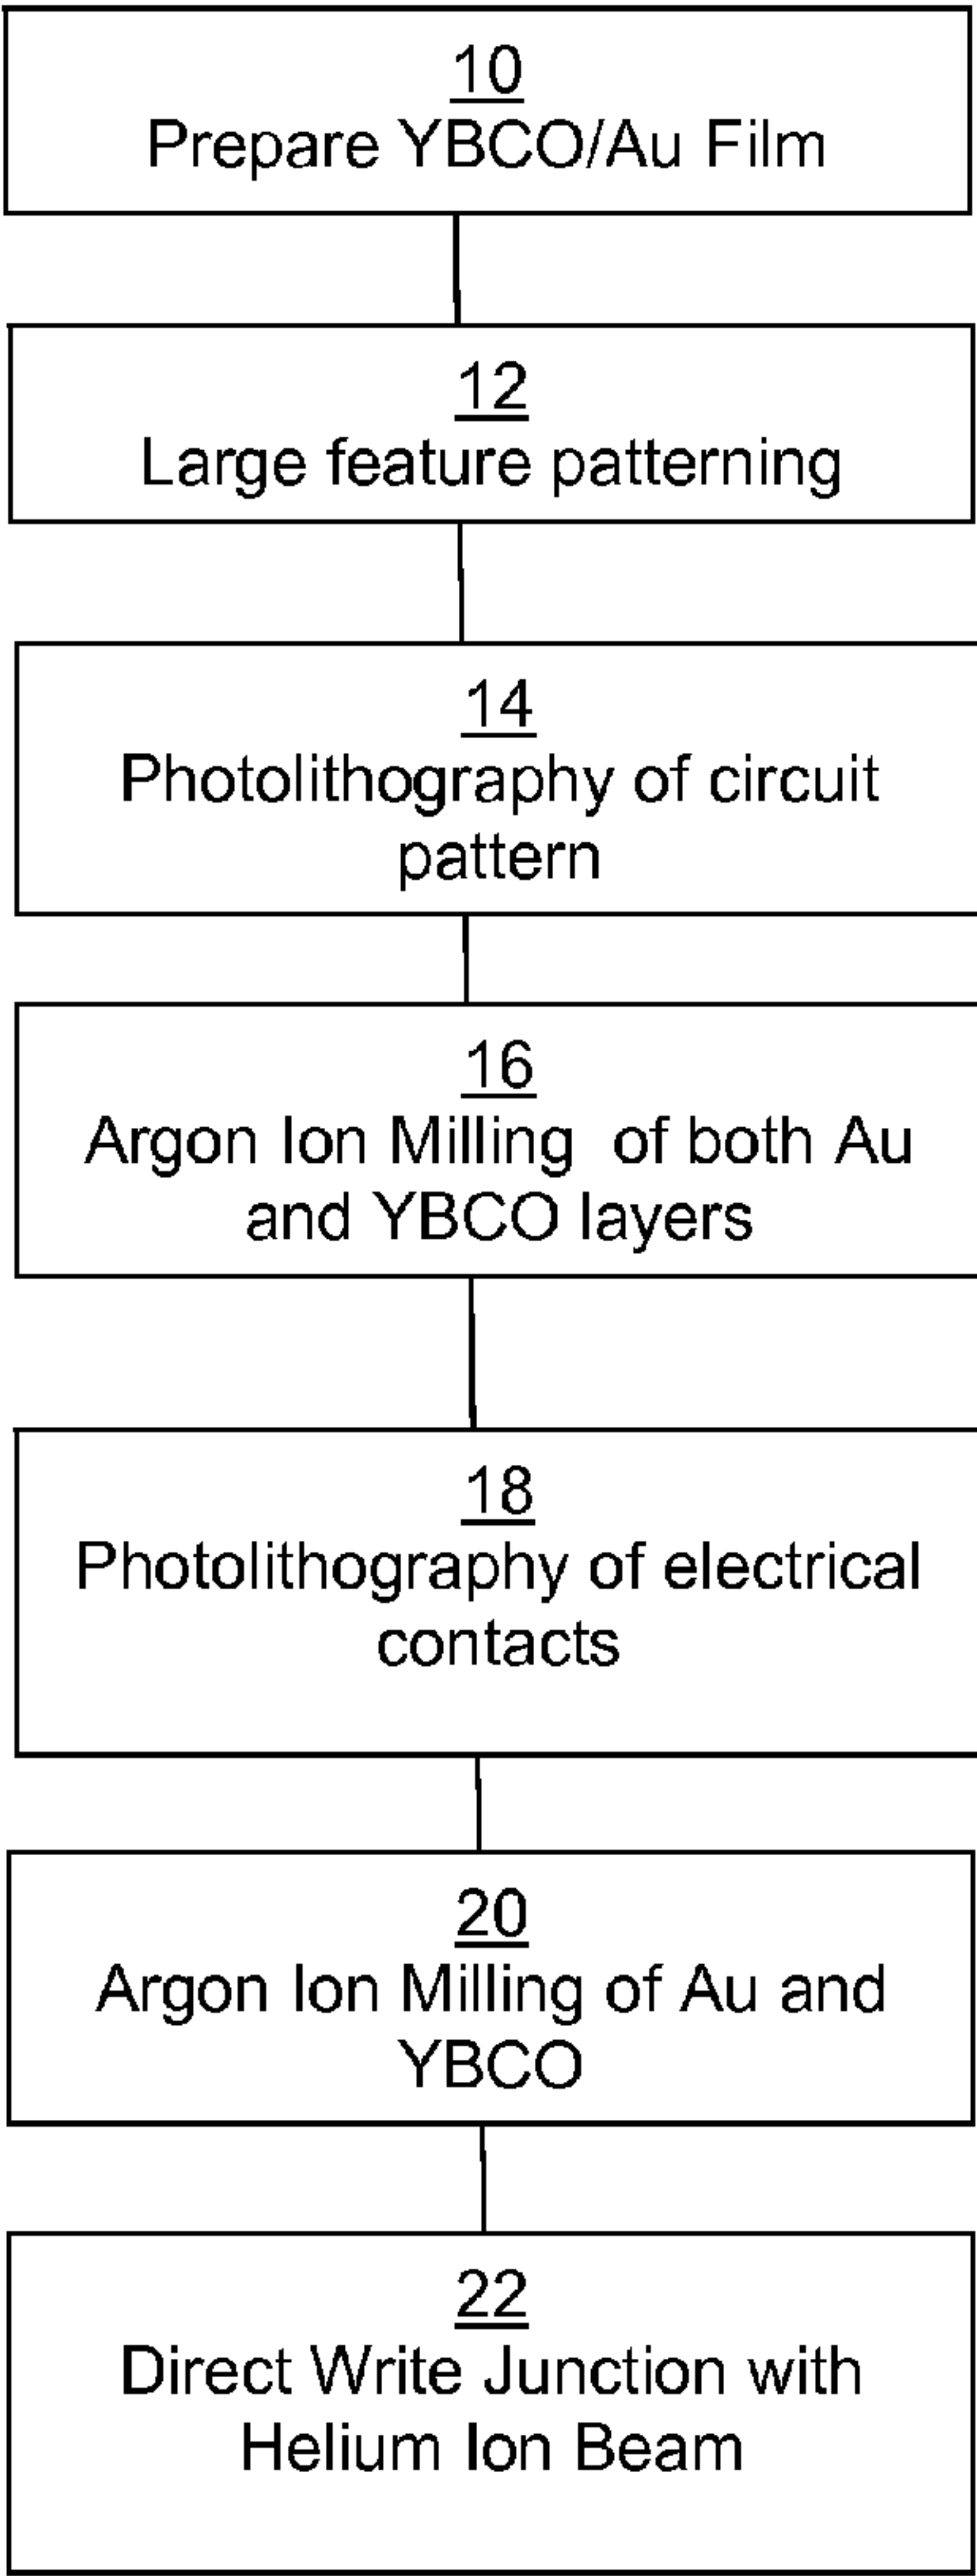 10
Prepare YBCO/Au Film
12
Large feature patterning
14
Photolithography of circuit
pattern
16
Argon Ion Milling of both Au
and YBCO layers
18
Photolithography of electrical
contacts
20
Argon Ion Milling of Au and
YBCO
22
Direct Write Junction with
Helium Ion Beam